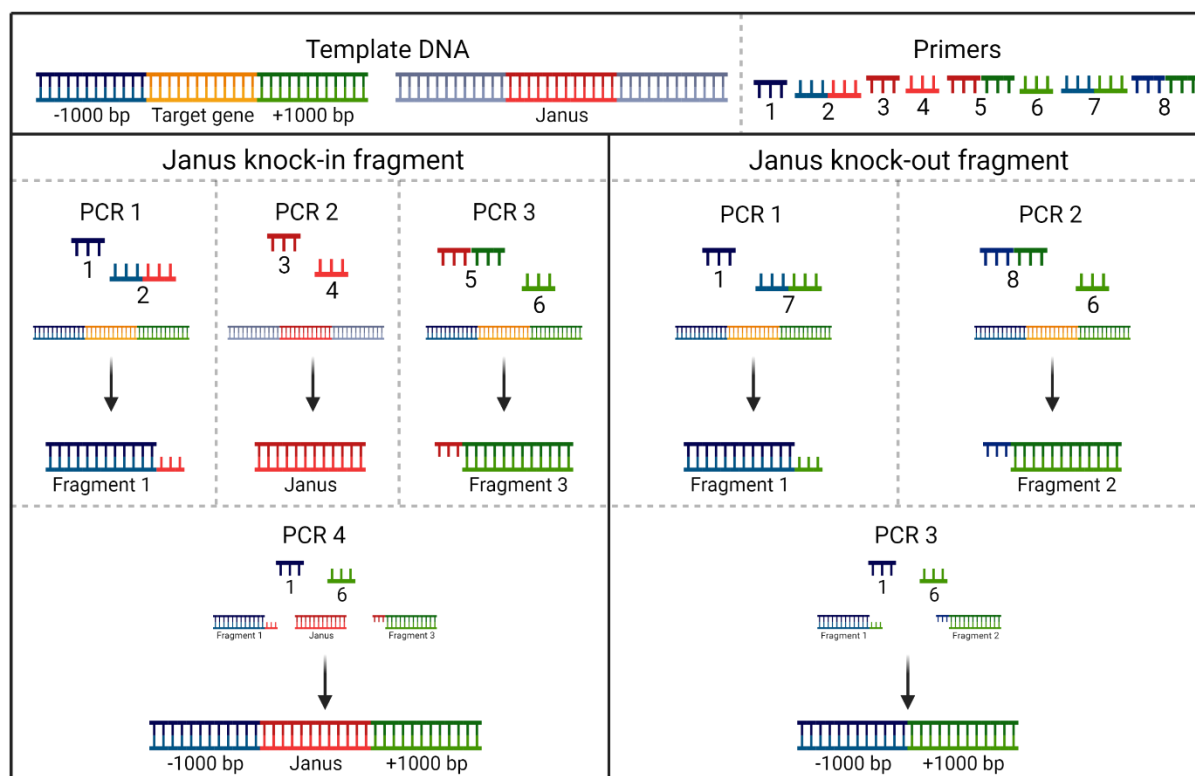 Template DNA
-1000 bp Target gene +1000 bp
Janus
Primers
1 2 3 4 5 6 7 8
Janus knock-in fragment
PCR 1
1
2
Fragment 1
PCR 2
3
4
Janus
PCR 3
5
6
Fragment 3
PCR 4
1
6
Fragment 1 Janus Fragment 3
-1000 bp Janus +1000 bp
Janus knock-out fragment
PCR 1
1
7
Fragment 1
PCR 2
8
6
Fragment 2
PCR 3
1
6
Fragment 1 Fragment 2
-1000 bp +1000 bp